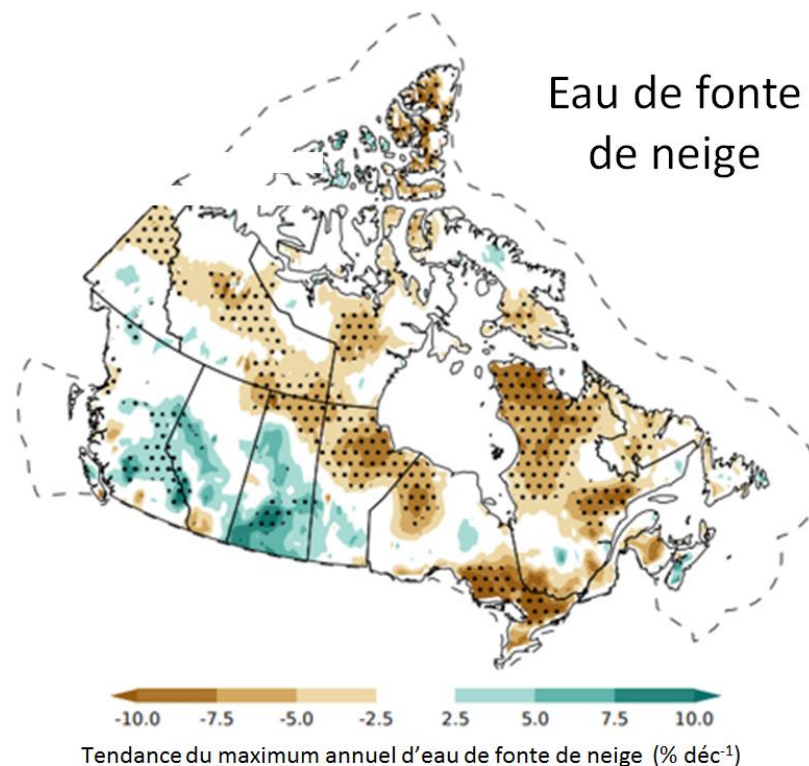 Eau de fonte
de neige
-10.0 -7.5 -5.0 -2.5 2.5 5.0 7.5 10.0
Tendance du maximum annuel d'eau de fonte de neige (% déc⁻¹)